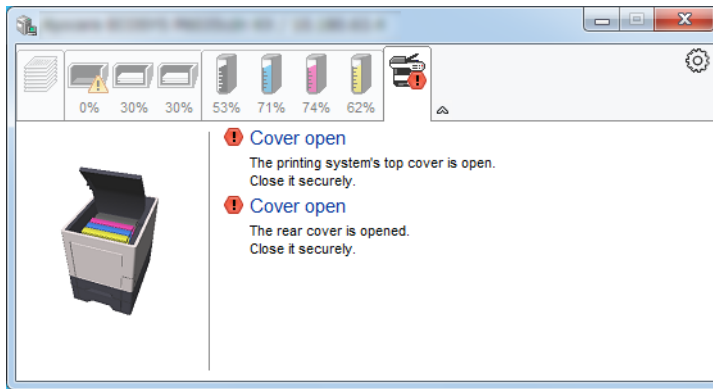 0% 30% 30% 53% 71% 74% 62%
Cover open
The printing system's top cover is open.
Close it securely.
Cover open
The rear cover is opened.
Close it securely.